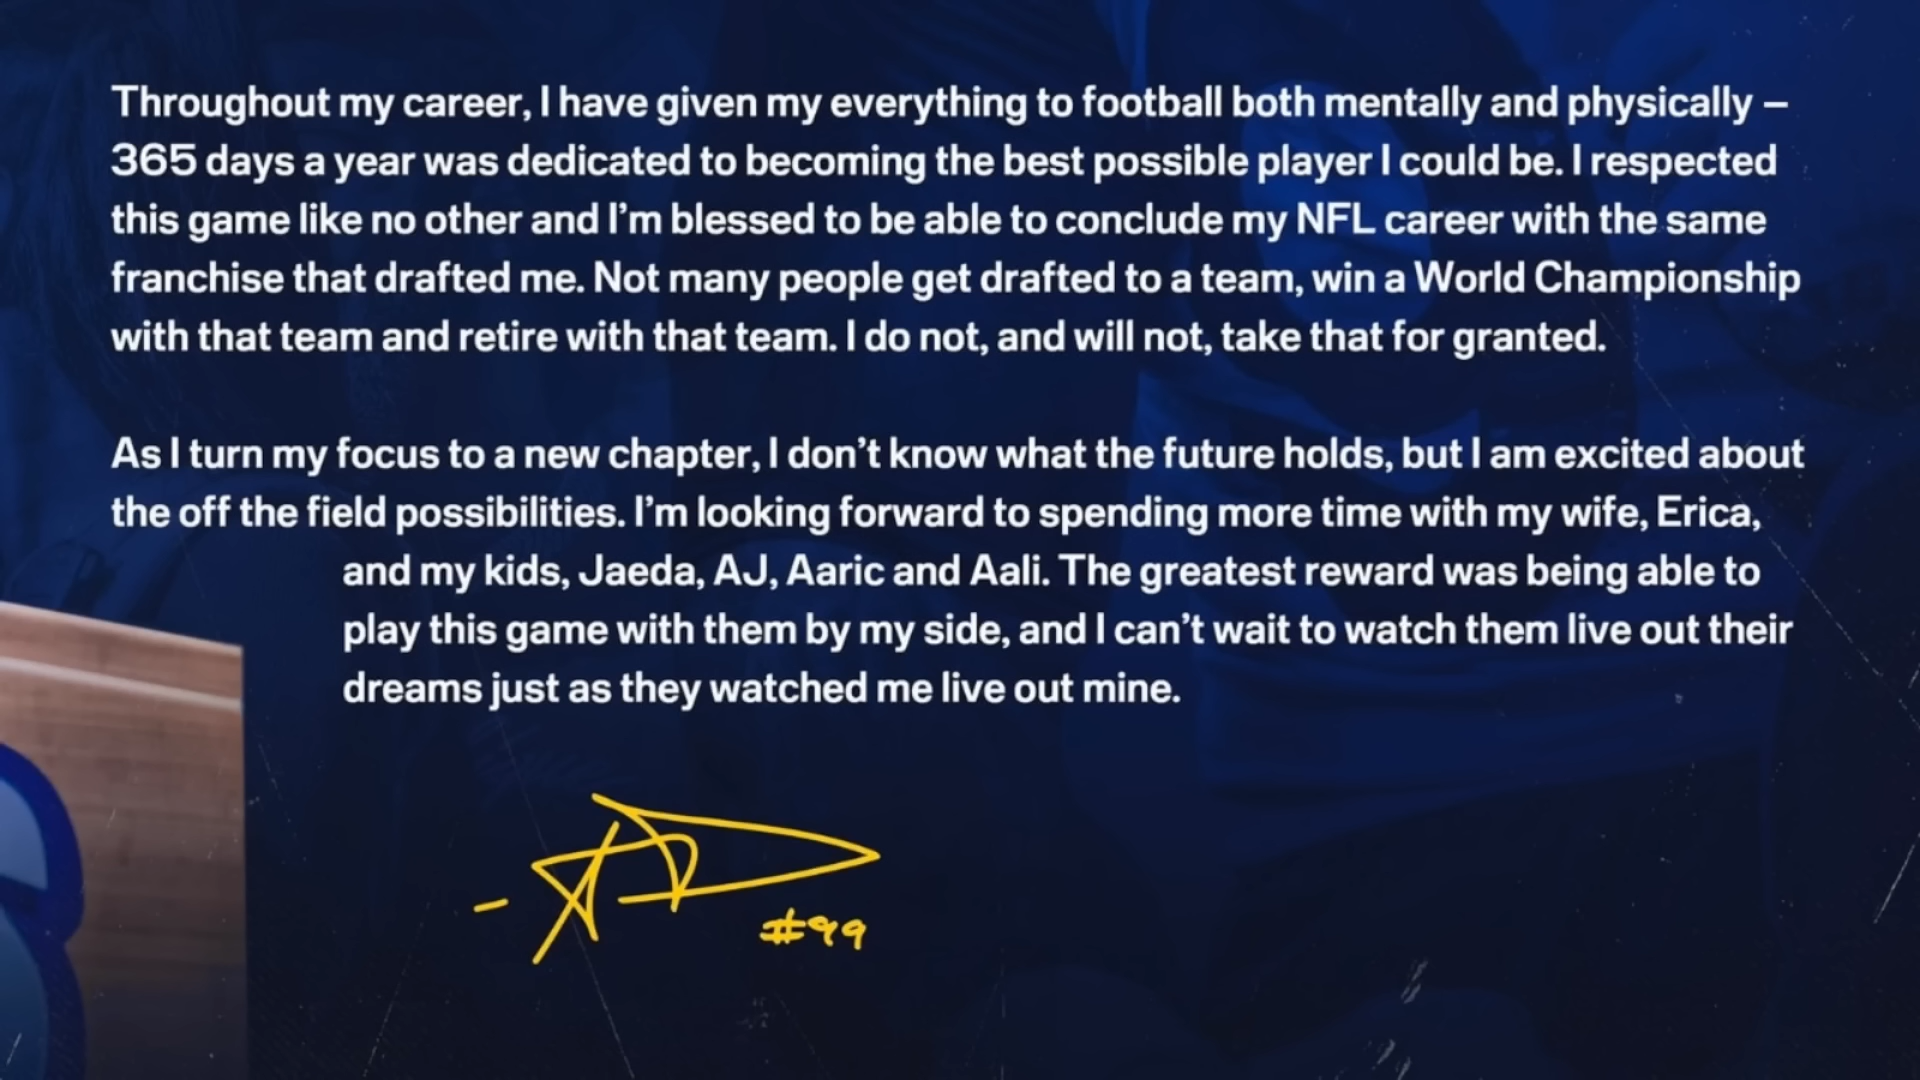 Throughout my career, I have given my everything to football both mentally and physically –
365 days a year was dedicated to becoming the best possible player I could be. I respected
this game like no other and I’m blessed to be able to conclude my NFL career with the same
franchise that drafted me. Not many people get drafted to a team, win a World Championship
with that team and retire with that team. I do not, and will not, take that for granted.
As I turn my focus to a new chapter, I don’t know what the future holds, but I am excited about
the off the field possibilities. I’m looking forward to spending more time with my wife, Erica,
and my kids, Jaeda, AJ, Aaric and Aali. The greatest reward was being able to
play this game with them by my side, and I can’t wait to watch them live out their
dreams just as they watched me live out mine.
#99